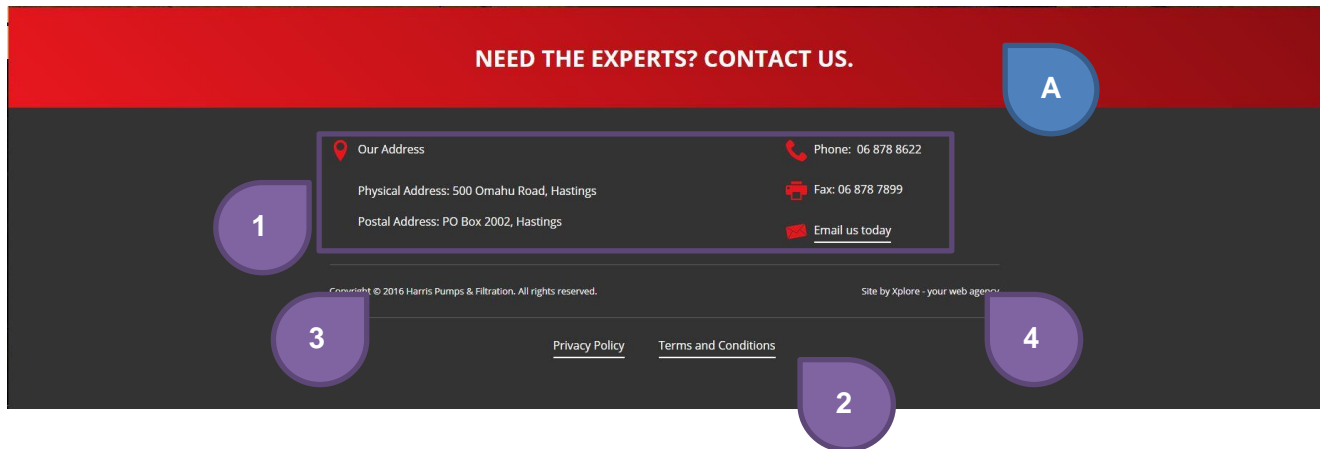 NEED THE EXPERTS? CONTACT US.
A
Our Address
Phone: 06 878 8622
Physical Address: 500 Omahu Road, Hastings
Fax: 06 878 7899
Postal Address: PO Box 2002, Hastings
Email us today
1
Copyright © 2016 Harris Pumps & Filtration. All rights reserved.
Site by Xplore - your web agency
3
4
Privacy Policy
Terms and Conditions
2